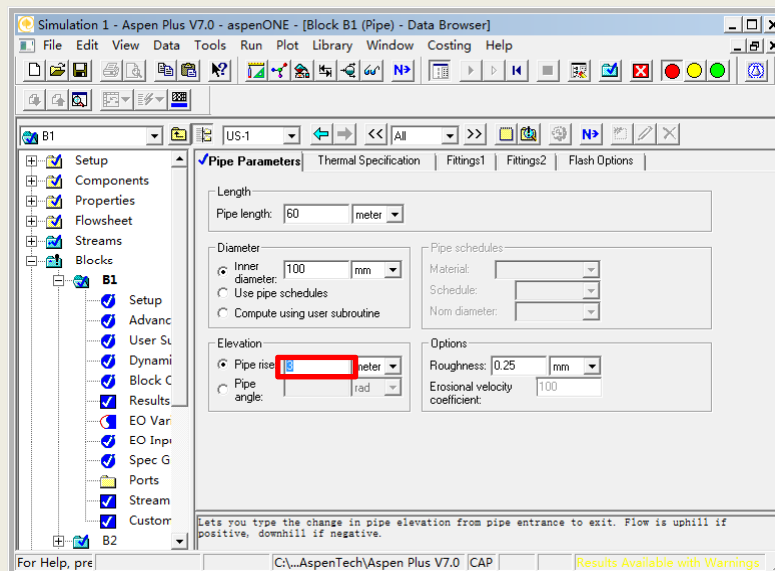 Simulation 1 - Aspen Plus V7.0 - aspenONE - [Block B1 (Pipe) - Data Browser]
File Edit View Data Tools Run Plot Library Window Costing Help
N>
B1 US-1 << All >> N>
Setup
Components
Properties
Flowsheet
Streams
Blocks
B1
Setup
Advanc
User Su
Dynami
Block C
Results
EO Vari
EO Inpu
Spec G
Ports
Stream
Custom
B2
Pipe Parameters Thermal Specification Fittings1 Fittings2 Flash Options
Length
Pipe length: 60 meter
Diameter
Inner diameter: 100 mm
Use pipe schedules
Compute using user subroutine
Pipe schedules
Material:
Schedule:
Nom diameter:
Elevation
Pipe rise: 3 meter
Pipe angle: rad
Options
Roughness: 0.25 mm
Erosional velocity coefficient: 100
Lets you type the change in pipe elevation from pipe entrance to exit. Flow is uphill if
positive, downhill if negative.
For Help, pre C:\...AspenTech\Aspen Plus V7.0 CAP Results Available with Warnings